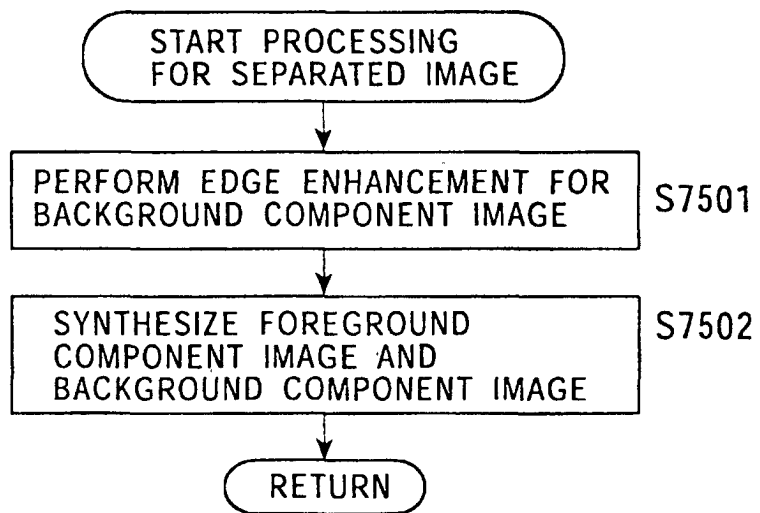 START PROCESSING
FOR SEPARATED IMAGE
PERFORM EDGE ENHANCEMENT FOR
BACKGROUND COMPONENT IMAGE
S7501
SYNTHESIZE FOREGROUND
COMPONENT IMAGE AND
BACKGROUND COMPONENT IMAGE
S7502
RETURN